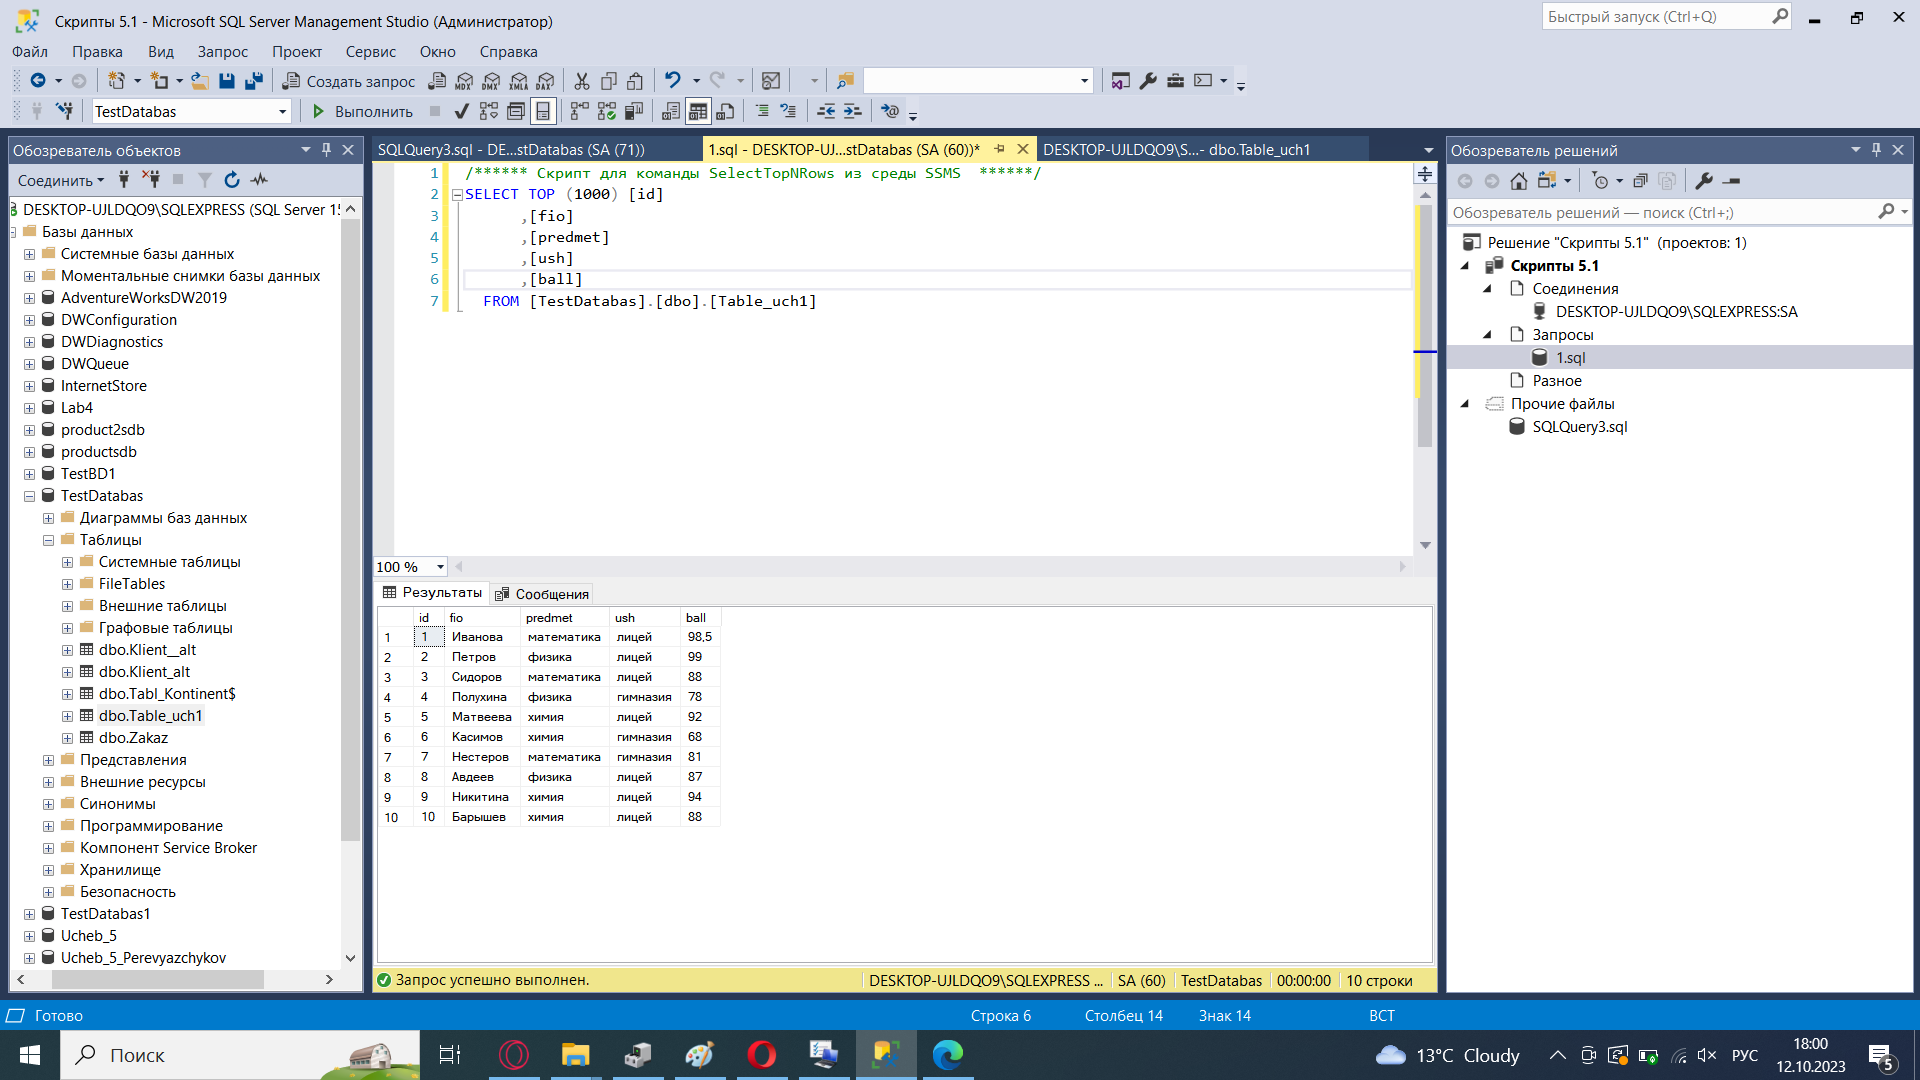 Скрипты 5.1 - Microsoft SQL Server Management Studio (Администратор)
Быстрый запуск (Ctrl+Q)
Файл Правка Вид Запрос Проект Сервис Окно Справка
Создать запрос
MDX DMX XMLA DAX
TestDatabas
Выполнить
Обозреватель объектов
Соединить
DESKTOP-UJLDQO9\SQLEXPRESS (SQL Server 15
Базы данных
Системные базы данных
Моментальные снимки базы данных
AdventureWorksDW2019
DWConfiguration
DWDiagnostics
DWQueue
InternetStore
Lab4
product2sdb
productsdb
TestBD1
TestDatabas
Диаграммы баз данных
Таблицы
Системные таблицы
FileTables
Внешние таблицы
Графовые таблицы
dbo.Klient__alt
dbo.Klient_alt
dbo.Tabl_Kontinent$
dbo.Table_uch1
dbo.Zakaz
Представления
Внешние ресурсы
Синонимы
Программирование
Компонент Service Broker
Хранилище
Безопасность
TestDatabas1
Ucheb_5
Ucheb_5_Perevyazchykov
SQLQuery3.sql - DE...stDatabas (SA (71))
1.sql - DESKTOP-UJ...stDatabas (SA (60))*
DESKTOP-UJLDQO9\S...- dbo.Table_uch1
1 /****** Скрипт для команды SelectTopNRows из среды SSMS ******/
2 SELECT TOP (1000) [id]
3 ,[fio]
4 ,[predmet]
5 ,[ush]
6 ,[ball]
7 FROM [TestDatabas].[dbo].[Table_uch1]
100 %
Результаты Сообщения
id fio predmet ush ball
1 1 Иванова математика лицей 98,5
2 2 Петров физика лицей 99
3 3 Сидоров математика лицей 88
4 4 Полухина физика гимназия 78
5 5 Матвеева химия лицей 92
6 6 Касимов химия гимназия 68
7 7 Нестеров математика гимназия 81
8 8 Авдеев физика лицей 87
9 9 Никитина химия лицей 94
10 10 Барышев химия лицей 88
Запрос успешно выполнен.
DESKTOP-UJLDQO9\SQLEXPRESS ... SA (60) TestDatabas 00:00:00 10 строки
Обозреватель решений
Обозреватель решений — поиск (Ctrl+;)
Решение "Скрипты 5.1" (проектов: 1)
Скрипты 5.1
Соединения
DESKTOP-UJLDQO9\SQLEXPRESS:SA
Запросы
1.sql
Разное
Прочие файлы
SQLQuery3.sql
Готово
Строка 6 Столбец 14 Знак 14 ВСТ
Поиск
13°C Cloudy
РУС
18:00
12.10.2023
5